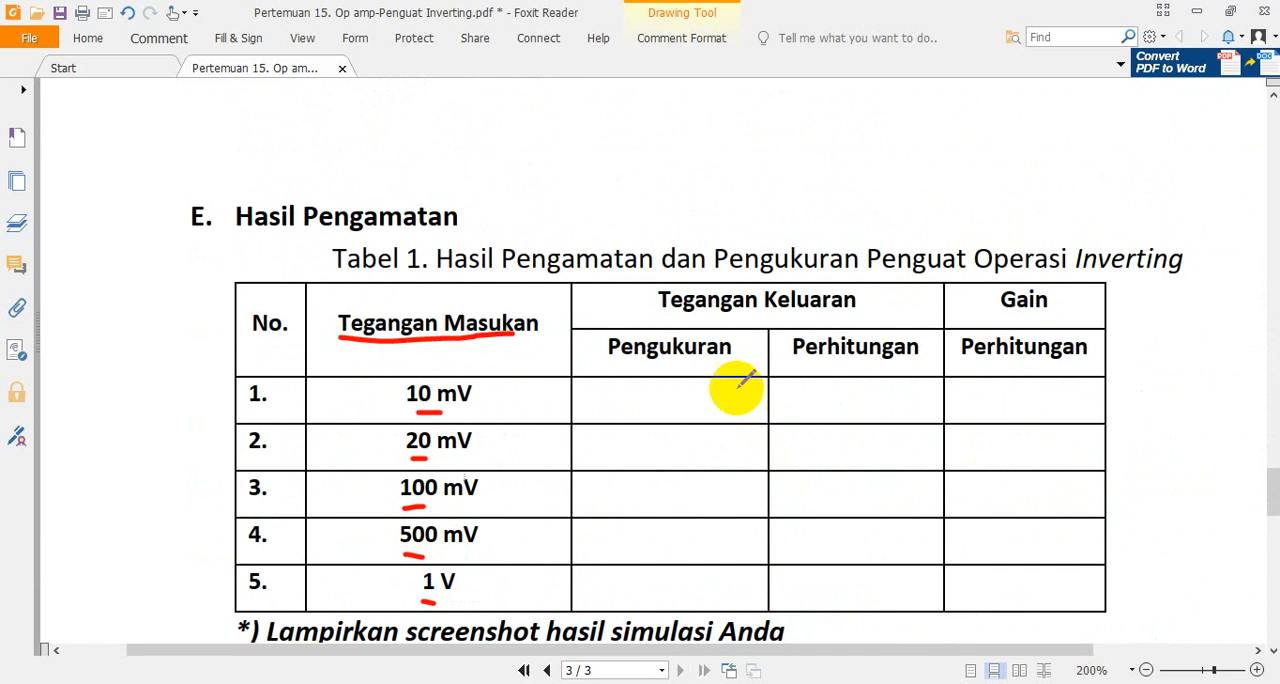 Pertemuan 15. Op amp-Penguat Inverting.pdf * - Foxit Reader
Drawing Tool
File
Home
Comment
Fill & Sign
View
Form
Protect
Share
Connect
Help
Comment Format
Tell me what you want to do..
Find
Start
Pertemuan 15. Op am...
Convert
PDF to Word
E. Hasil Pengamatan
Tabel 1. Hasil Pengamatan dan Pengukuran Penguat Operasi Inverting
No.
Tegangan Masukan
Tegangan Keluaran
Gain
Pengukuran
Perhitungan
Perhitungan
1. 10 mV
2. 20 mV
3. 100 mV
4. 500 mV
5. 1 V
*) Lampirkan screenshot hasil simulasi Anda
3 / 3
200%